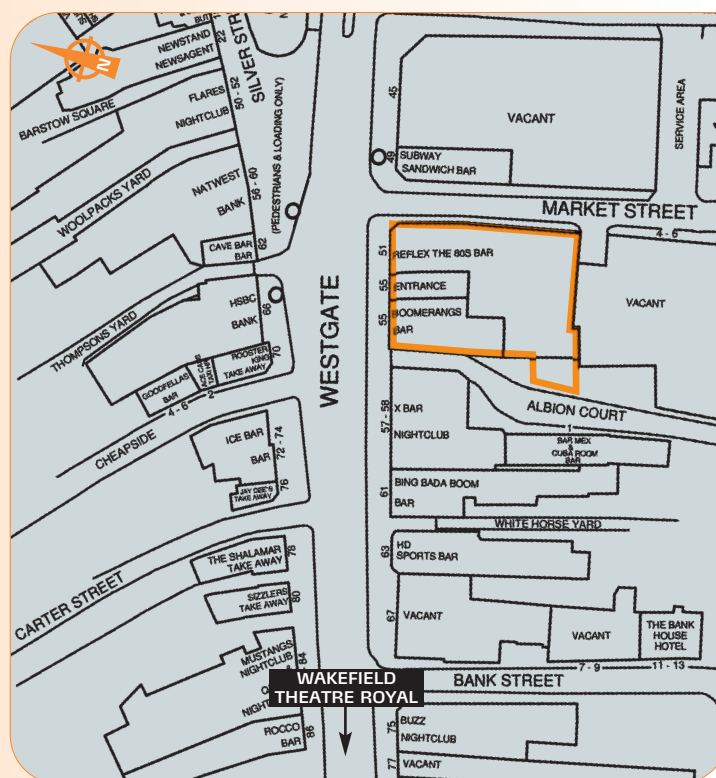 BUT
NEWSTAND
NEWSAGENT
22
SILVER STR
BARSTOW SQUARE
FLARES
NIGHTCLUB
50 - 52
(PEDESTRIANS & LOADING ONLY)
WOOLPACKS YARD
NATWEST
BANK
56 - 60
CAVE BAR
BAR
62
THOMPSONS YARD
HSBC
BANK
66
ROOSTER
KING
TAKE AWAY
70
GOODFELLAS
BAR
4 - 6
2
CHEAPSIDE
ICE BAR
BAR
72 - 74
JAY DEE'S
TAKE AWAY
76
CARTER STREET
THE SHALAMAR
TAKE AWAY
78
SIZZLERS
TAKE AWAY
80
MUSTANGS
NIGHTCLUB
84
ROCCO
BAR
86
WESTGATE
WAKEFIELD
THEATRE ROYAL
N
45
VACANT
SERVICE AREA
49
SUBWAY
SANDWICH BAR
MARKET STREET
4 - 6
51
REFLEX THE 80S BAR
55
ENTRANCE
55
BOOMERANGS
BAR
VACANT
ALBION COURT
57 - 58
X BAR
NIGHTCLUB
1
BAR MEX
&
CUBA ROOM
BAR
61
BING BADA BOOM
BAR
WHITE HORSE YARD
63
HD
SPORTS BAR
67
VACANT
VACANT
THE BANK
HOUSE
HOTEL
7 - 9
11 - 13
BANK STREET
75
BUZZ
NIGHTCLUB
77
VACANT